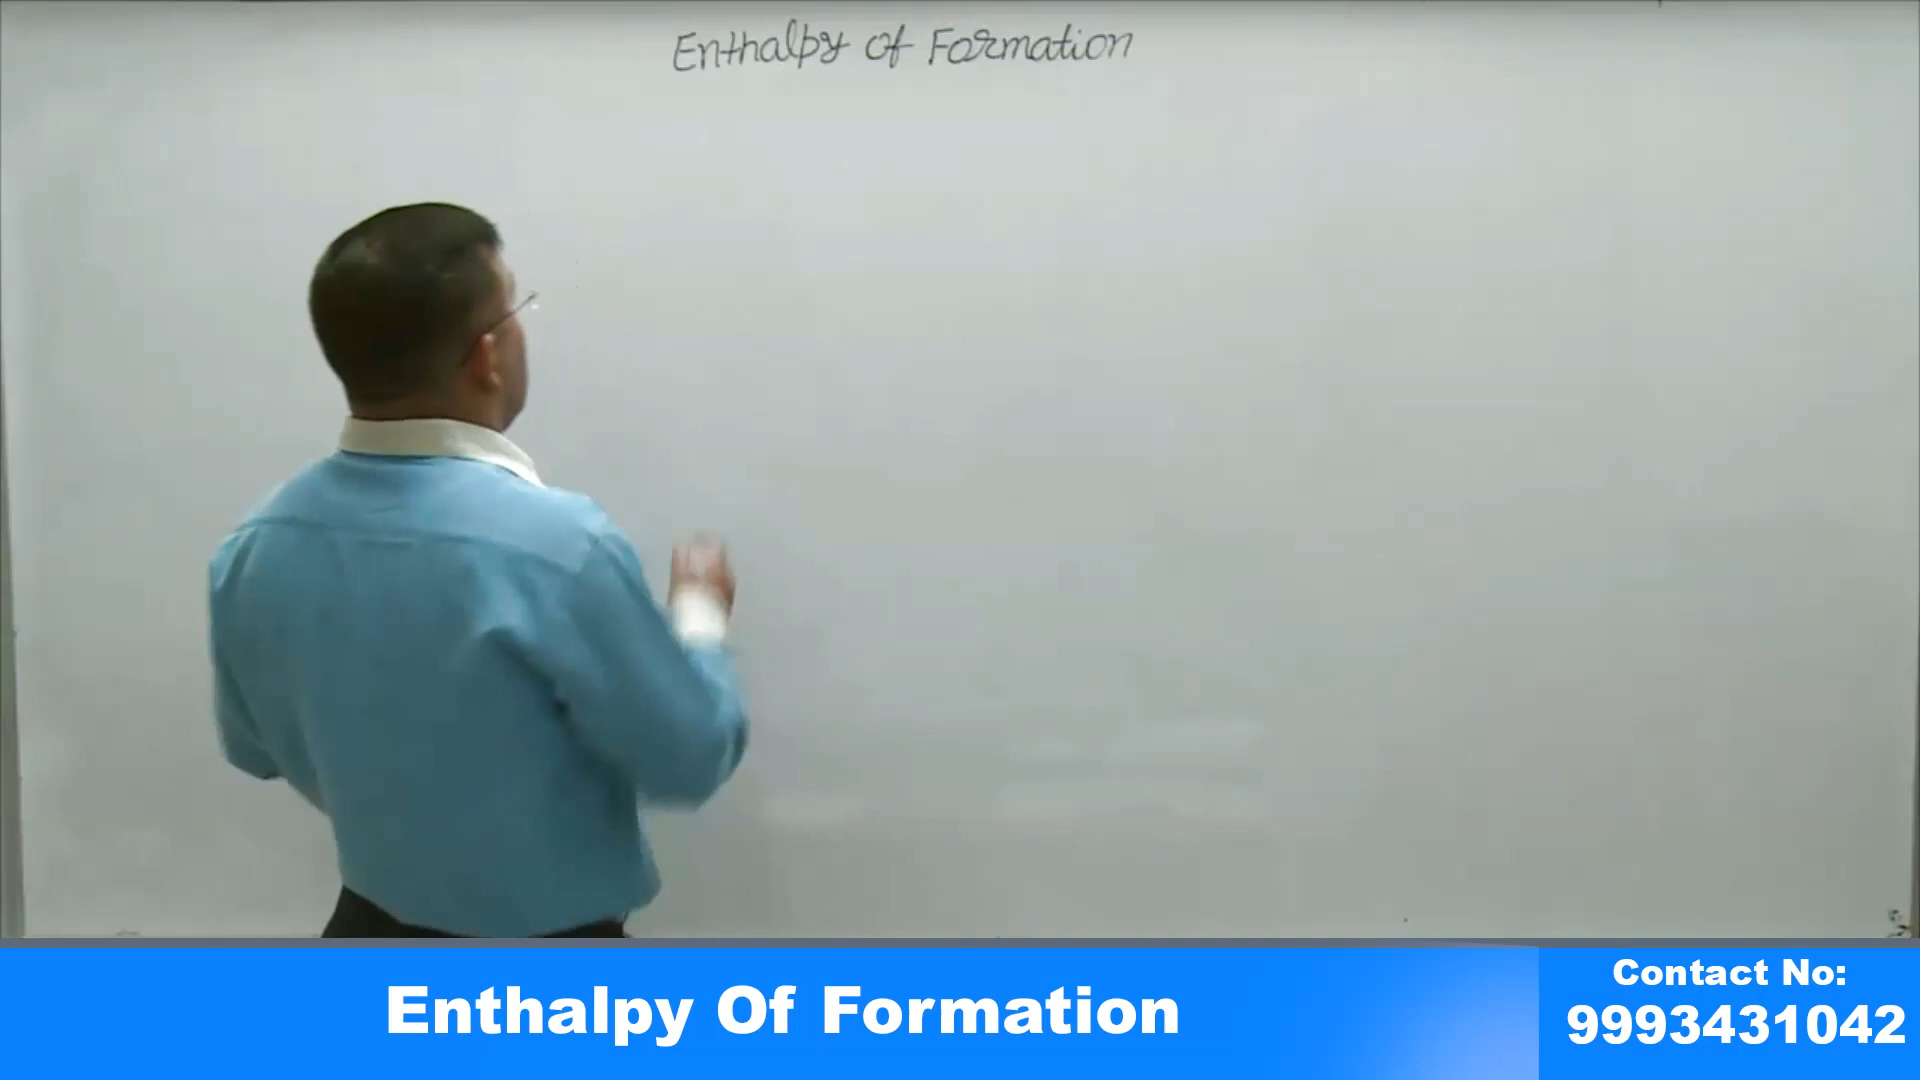 Enthalpy of Formation
Enthalpy Of Formation
Contact No:
9993431042